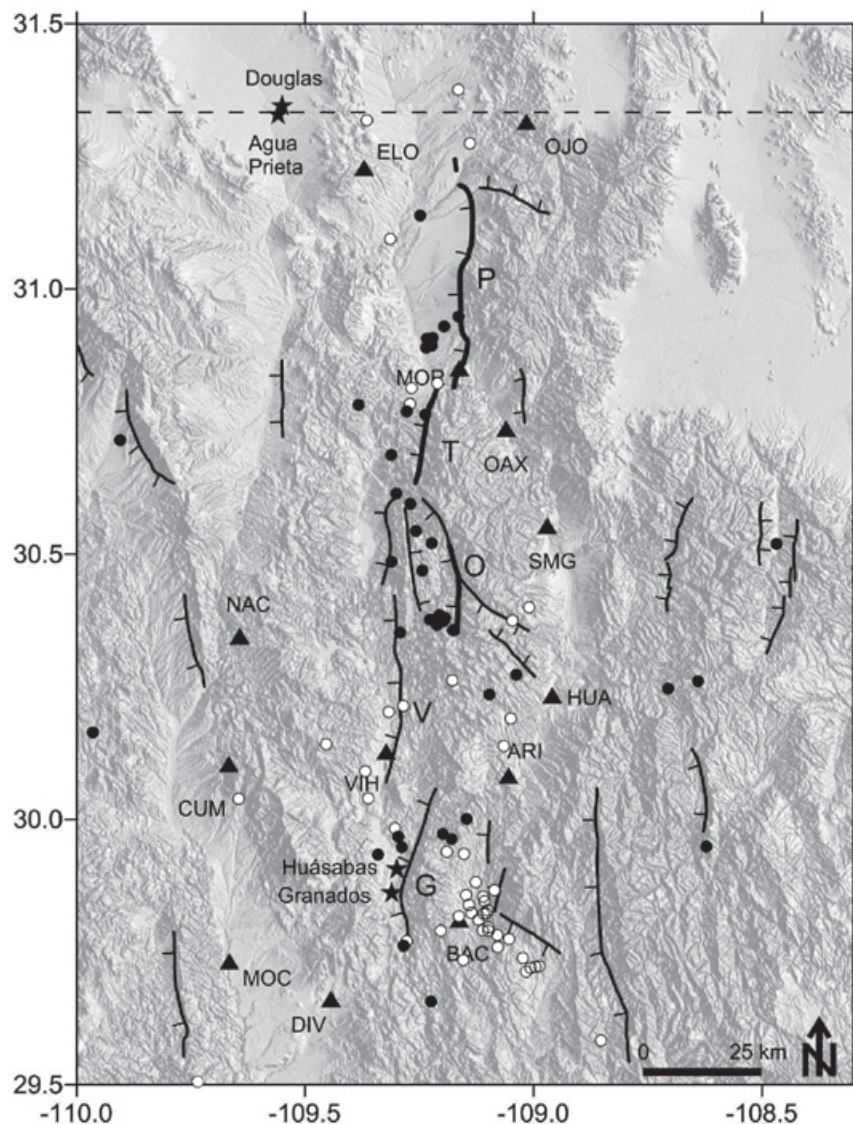 31.5
Douglas
Agua
Prieta
ELO
OJO
31.0
P
MOR
T
OAX
30.5
SMG
O
NAC
HUA
V
ARI
VIH
CUM
30.0
Huásabas
Granados
G
BAC
MOC
DIV
0
25 km
N
29.5
-110.0
-109.5
-109.0
-108.5